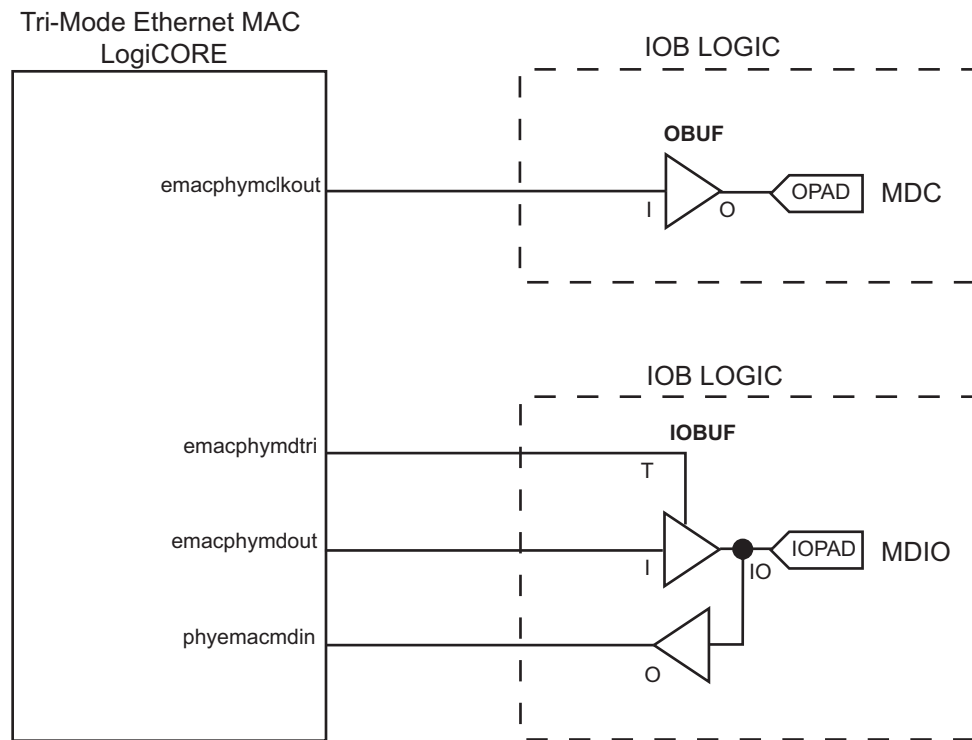 Tri-Mode Ethernet MAC
LogiCORE
IOB LOGIC
OBUF
emacphymclkout
I
O
OPAD
MDC
IOB LOGIC
IOBUF
emacphymdtri
T
emacphymdout
I
IO
IOPAD
MDIO
phyemacmdin
O